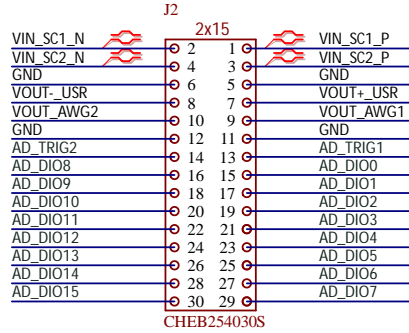 J2
2x15
VIN_SC1_N 2 1 VIN_SC1_P
VIN_SC2_N 4 3 VIN_SC2_P
GND 6 5 GND
VOUT-_USR 8 7 VOUT+_USR
VOUT_AWG2 10 9 VOUT_AWG1
GND 12 11 GND
AD_TRIG2 14 13 AD_TRIG1
AD_DIO8 16 15 AD_DIO0
AD_DIO9 18 17 AD_DIO1
AD_DIO10 20 19 AD_DIO2
AD_DIO11 22 21 AD_DIO3
AD_DIO12 24 23 AD_DIO4
AD_DIO13 26 25 AD_DIO5
AD_DIO14 28 27 AD_DIO6
AD_DIO15 30 29 AD_DIO7
CHEB254030S